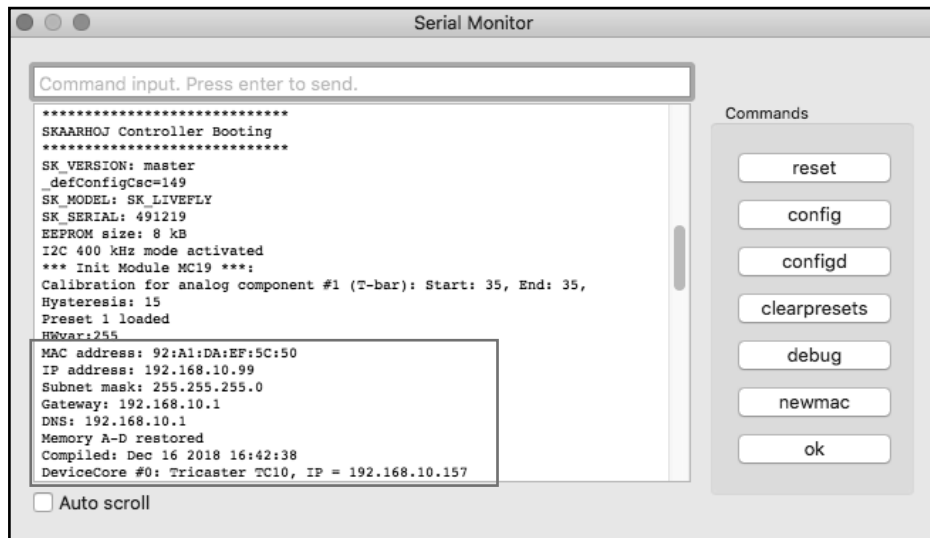 Serial Monitor
Command input. Press enter to send.
*****************************
SKAARHOJ Controller Booting
*****************************
SK_VERSION: master
_defConfigCsc=149
SK_MODEL: SK_LIVEFLY
SK_SERIAL: 491219
EEPROM size: 8 kB
I2C 400 kHz mode activated
*** Init Module MC19 ***:
Calibration for analog component #1 (T-bar): Start: 35, End: 35,
Hysteresis: 15
Preset 1 loaded
HWvar:255
MAC address: 92:A1:DA:EF:5C:50
IP address: 192.168.10.99
Subnet mask: 255.255.255.0
Gateway: 192.168.10.1
DNS: 192.168.10.1
Memory A-D restored
Compiled: Dec 16 2018 16:42:38
DeviceCore #0: Tricaster TC10, IP = 192.168.10.157
Auto scroll
Commands
reset
config
configd
clearpresets
debug
newmac
ok